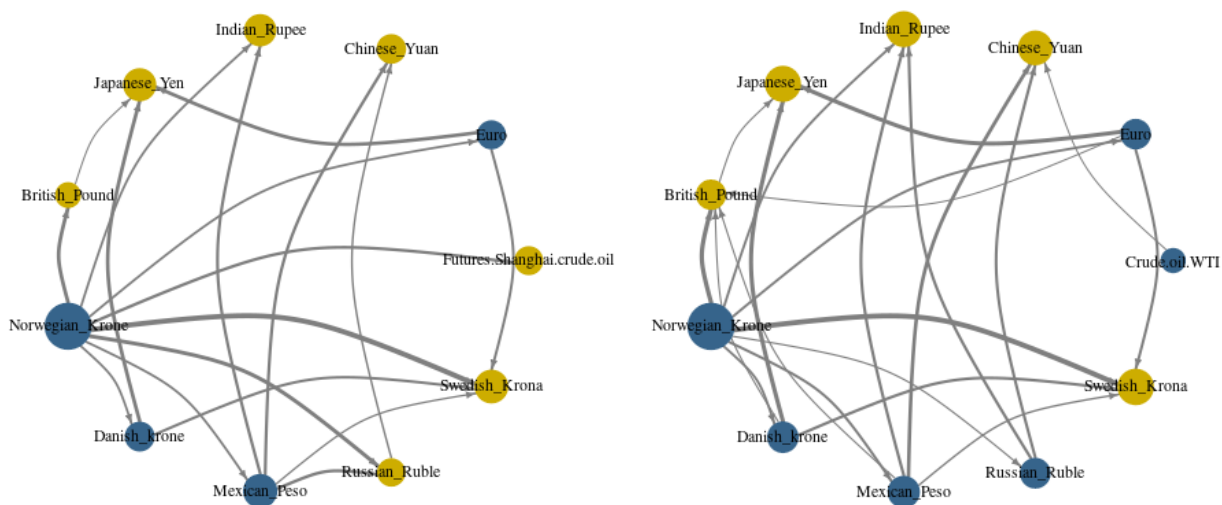 Indian_Rupee
Chinese_Yuan
Japanese_Yen
Euro
British_Pound
Futures.Shanghai.crude.oil
Norwegian_Krone
Swedish_Krona
Danish_krone
Russian_Ruble
Mexican_Peso
Indian_Rupee
Chinese_Yuan
Japanese_Yen
Euro
British_Pound
Crude.oil.WTI
Norwegian_Krone
Swedish_Krona
Danish_krone
Russian_Ruble
Mexican_Peso